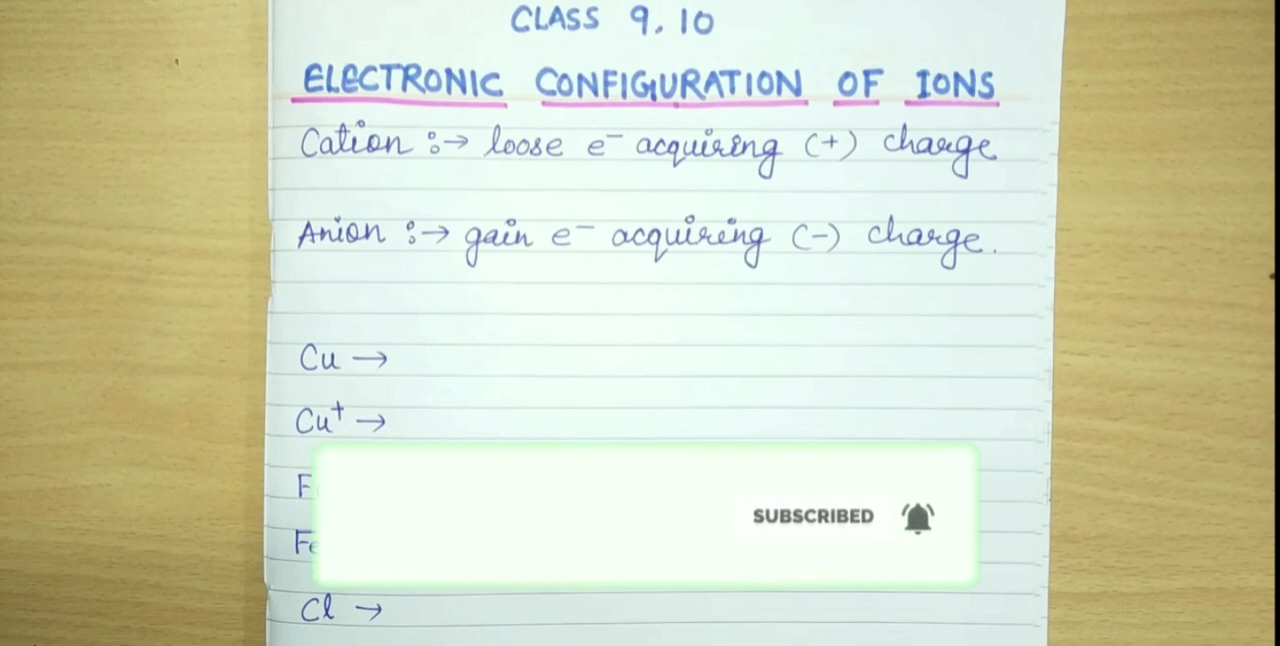 CLASS 9, 10
ELECTRONIC CONFIGURATION OF IONS
Cation :→ loose e⁻ acquiring (+) charge
Anion :→ gain e⁻ acquiring (-) charge.
Cu →
Cu⁺ →
F
SUBSCRIBED
Fe
Cl →